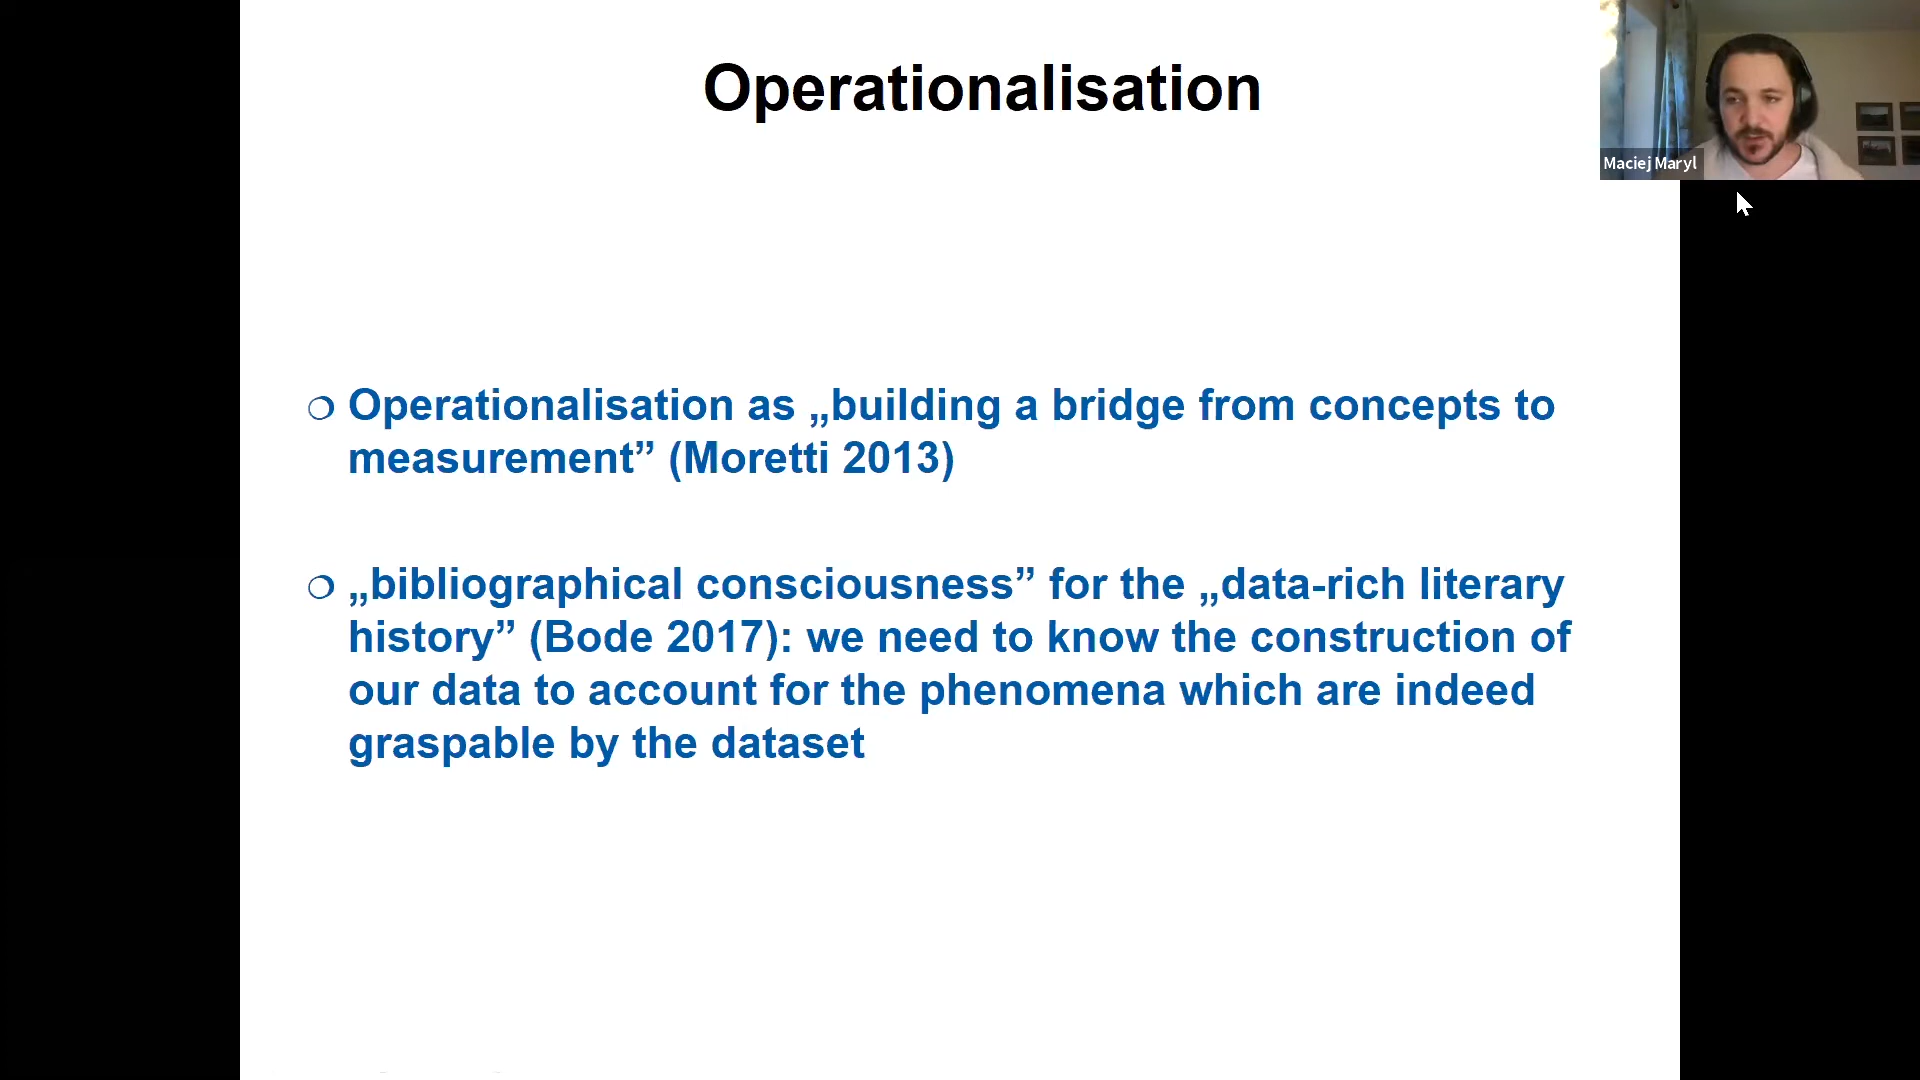 Operationalisation
Maciej Maryl
❍ Operationalisation as „building a bridge from concepts to
measurement” (Moretti 2013)
❍ „bibliographical consciousness” for the „data-rich literary
history” (Bode 2017): we need to know the construction of
our data to account for the phenomena which are indeed
graspable by the dataset